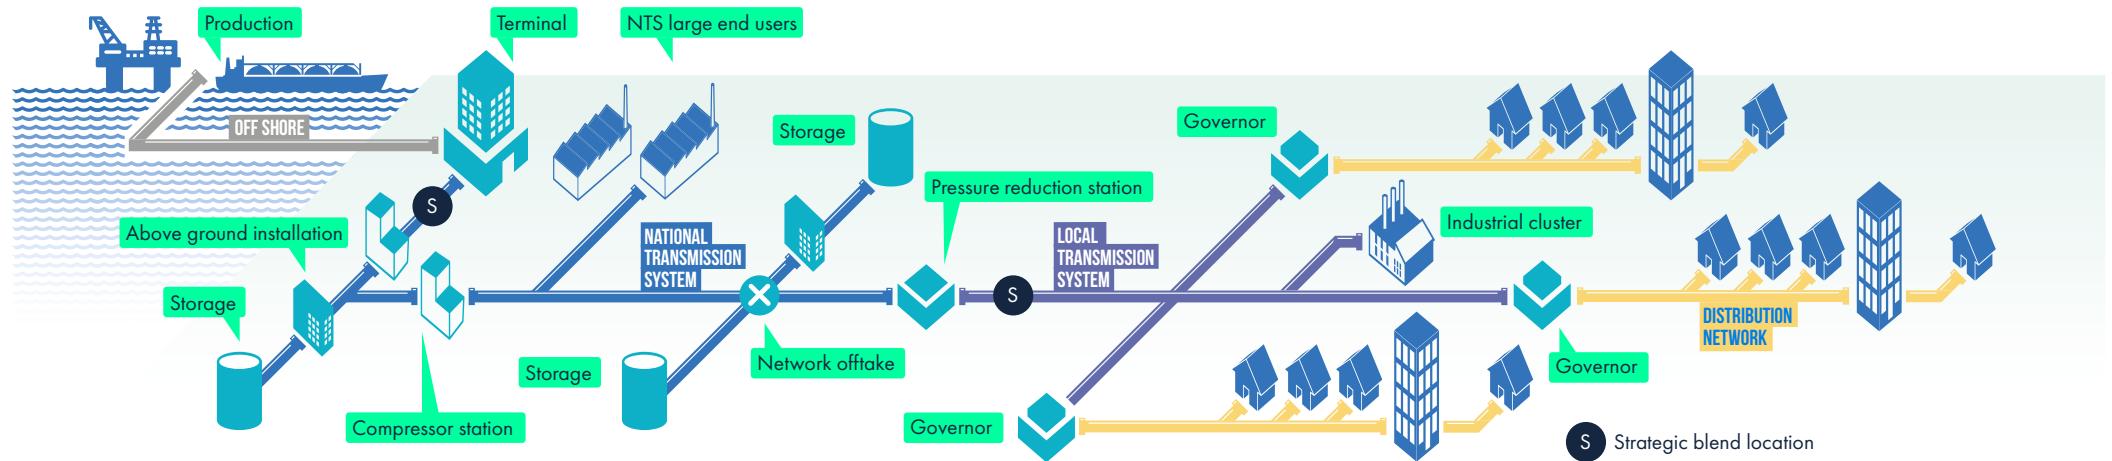 Production
Terminal
NTS large end users
OFF SHORE
Storage
Governor
Pressure reduction station
S
Above ground installation
NATIONAL
TRANSMISSION
SYSTEM
LOCAL
TRANSMISSION
SYSTEM
Industrial cluster
Storage
S
DISTRIBUTION
NETWORK
Storage
Network offtake
Governor
Compressor station
Governor
S Strategic blend location